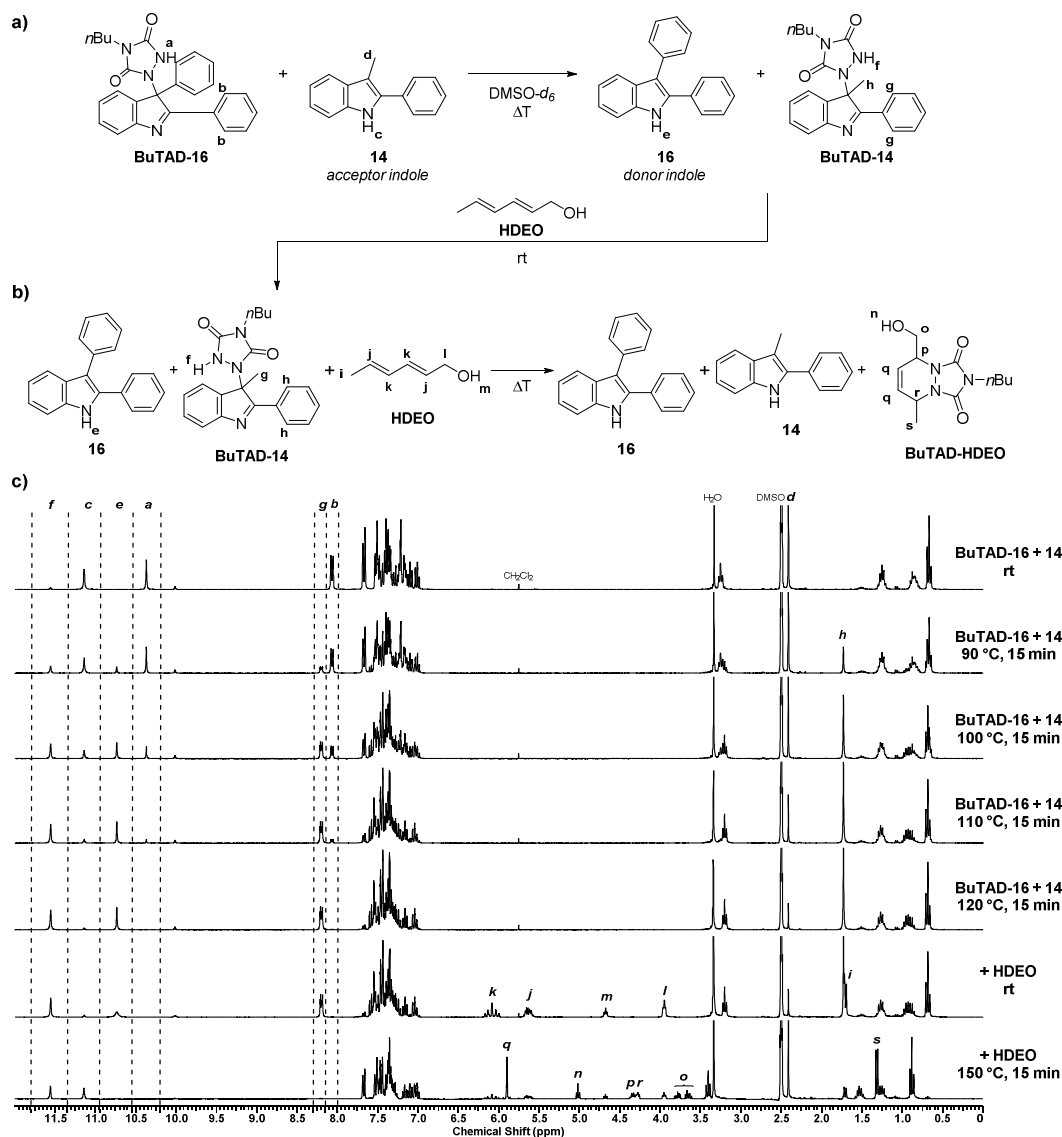 a)
nBu
O
N
O
N
NH
a
b
b
N
BuTAD-16
+
d
N
H
c
14
acceptor indole
DMSO-d6
ΔT
N
H
e
16
donor indole
+
nBu
O
N
O
N
NH
f
h
g
g
N
BuTAD-14
OH
HDEO
rt
b)
N
H
e
16
+
nBu
O
N
O
f
H
N
N
g
h
h
N
BuTAD-14
+
i
j
k
k
l
j
OH
m
HDEO
ΔT
N
H
16
+
N
H
14
+
n
HO
o
p
q
q
r
s
O
N
N
N
O
nBu
BuTAD-HDEO
c)
f c e a g b H2O DMSO d
CH2Cl2
BuTAD-16 + 14
rt
h
BuTAD-16 + 14
90 °C, 15 min
BuTAD-16 + 14
100 °C, 15 min
BuTAD-16 + 14
110 °C, 15 min
BuTAD-16 + 14
120 °C, 15 min
k j m l i
+ HDEO
rt
q n p r o s
+ HDEO
150 °C, 15 min
11.5 11.0 10.5 10.0 8.5 8.0 7.5 7.0 6.5 6.0 5.5 5.0 4.5 4.0 3.5 3.0 2.5 2.0 1.5 1.0 0.5 0
Chemical Shift (ppm)